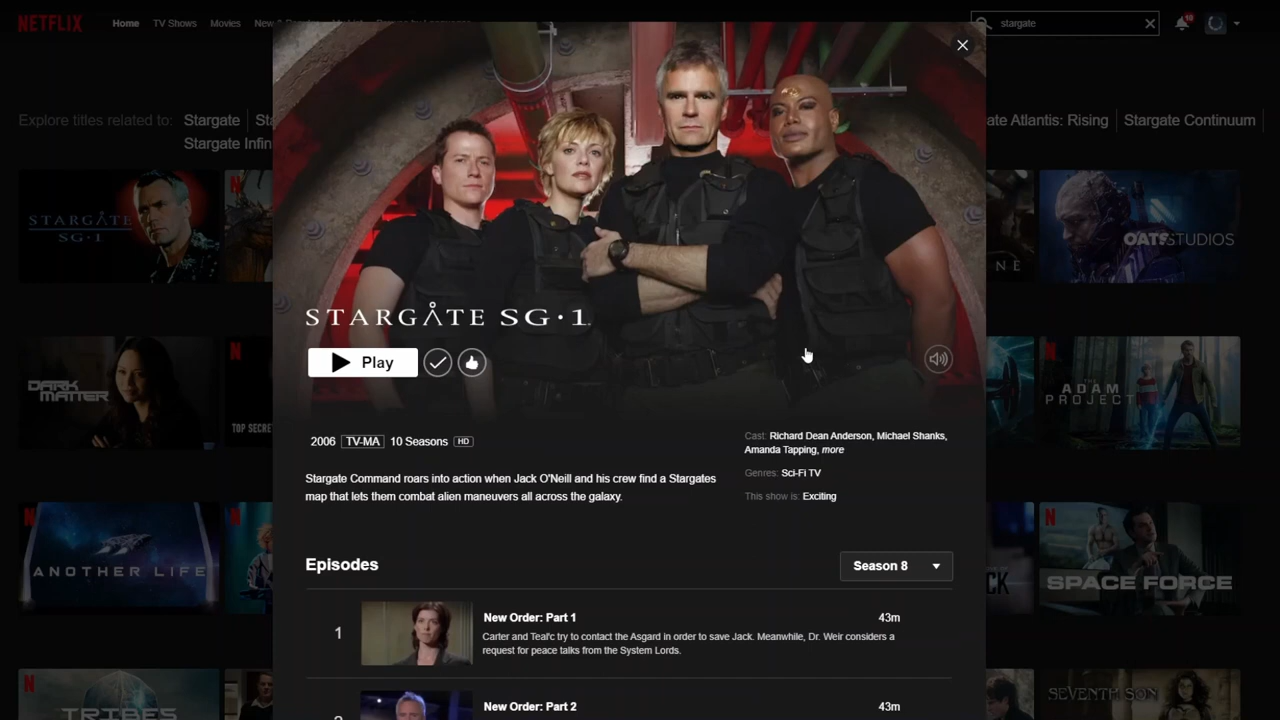 NETFLIX
Home TV Shows Movies
stargate
10
Explore titles related to: Stargate
Stargate
ate Atlantis: Rising Stargate Continuum
STARGATE
SG·1
OATS STUDIOS
STARGATE SG·1
Play
DARK
MATTER
TOP SECRE
THE
ADAM
PROJECT
2006 TV-MA 10 Seasons HD
Cast: Richard Dean Anderson, Michael Shanks,
Amanda Tapping, more
Stargate Command roars into action when Jack O'Neill and his crew find a Stargates
map that lets them combat alien maneuvers all across the galaxy.
Genres: Sci-Fi TV
This show is: Exciting
ANOTHER LIFE
SPACE FORCE
Episodes
Season 8
1
New Order: Part 1 43m
Carter and Teal'c try to contact the Asgard in order to save Jack. Meanwhile, Dr. Weir considers a
request for peace talks from the System Lords.
New Order: Part 2 43m
TRIBES
SEVENTH SON